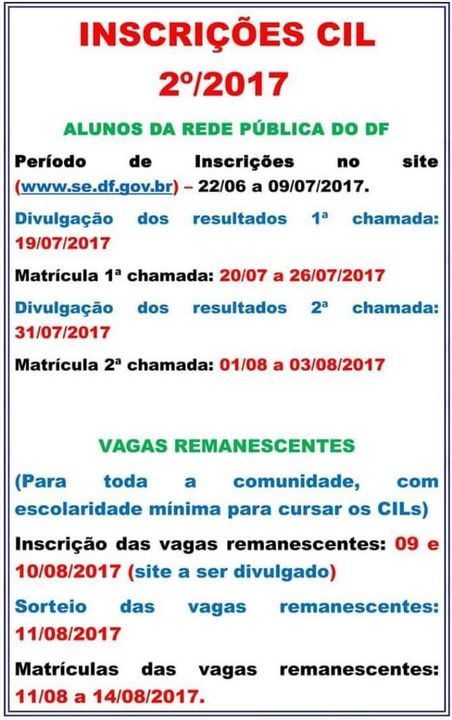 INSCRIÇÕES CIL
2º/2017
ALUNOS DA REDE PÚBLICA DO DF
Período de Inscrições no site
(www.se.df.gov.br) – 22/06 a 09/07/2017.
Divulgação dos resultados 1ª chamada:
19/07/2017
Matrícula 1ª chamada: 20/07 a 26/07/2017
Divulgação dos resultados 2ª chamada:
31/07/2017
Matrícula 2ª chamada: 01/08 a 03/08/2017
VAGAS REMANESCENTES
(Para toda a comunidade, com
escolaridade mínima para cursar os CILs)
Inscrição das vagas remanescentes: 09 e
10/08/2017 (site a ser divulgado)
Sorteio das vagas remanescentes:
11/08/2017
Matrículas das vagas remanescentes:
11/08 a 14/08/2017.